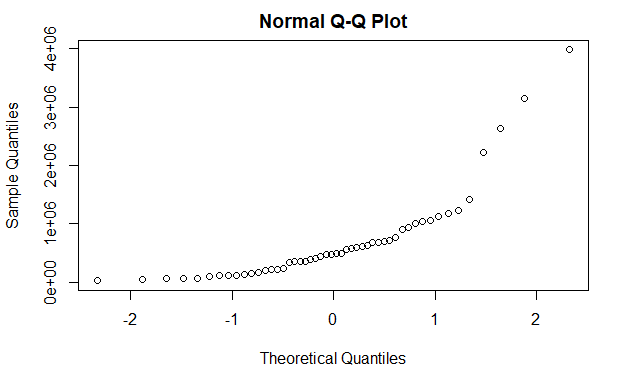 Normal Q-Q Plot
4e+06
3e+06
2e+06
1e+06
0e+00
Sample Quantiles
-2 -1 0 1 2
Theoretical Quantiles